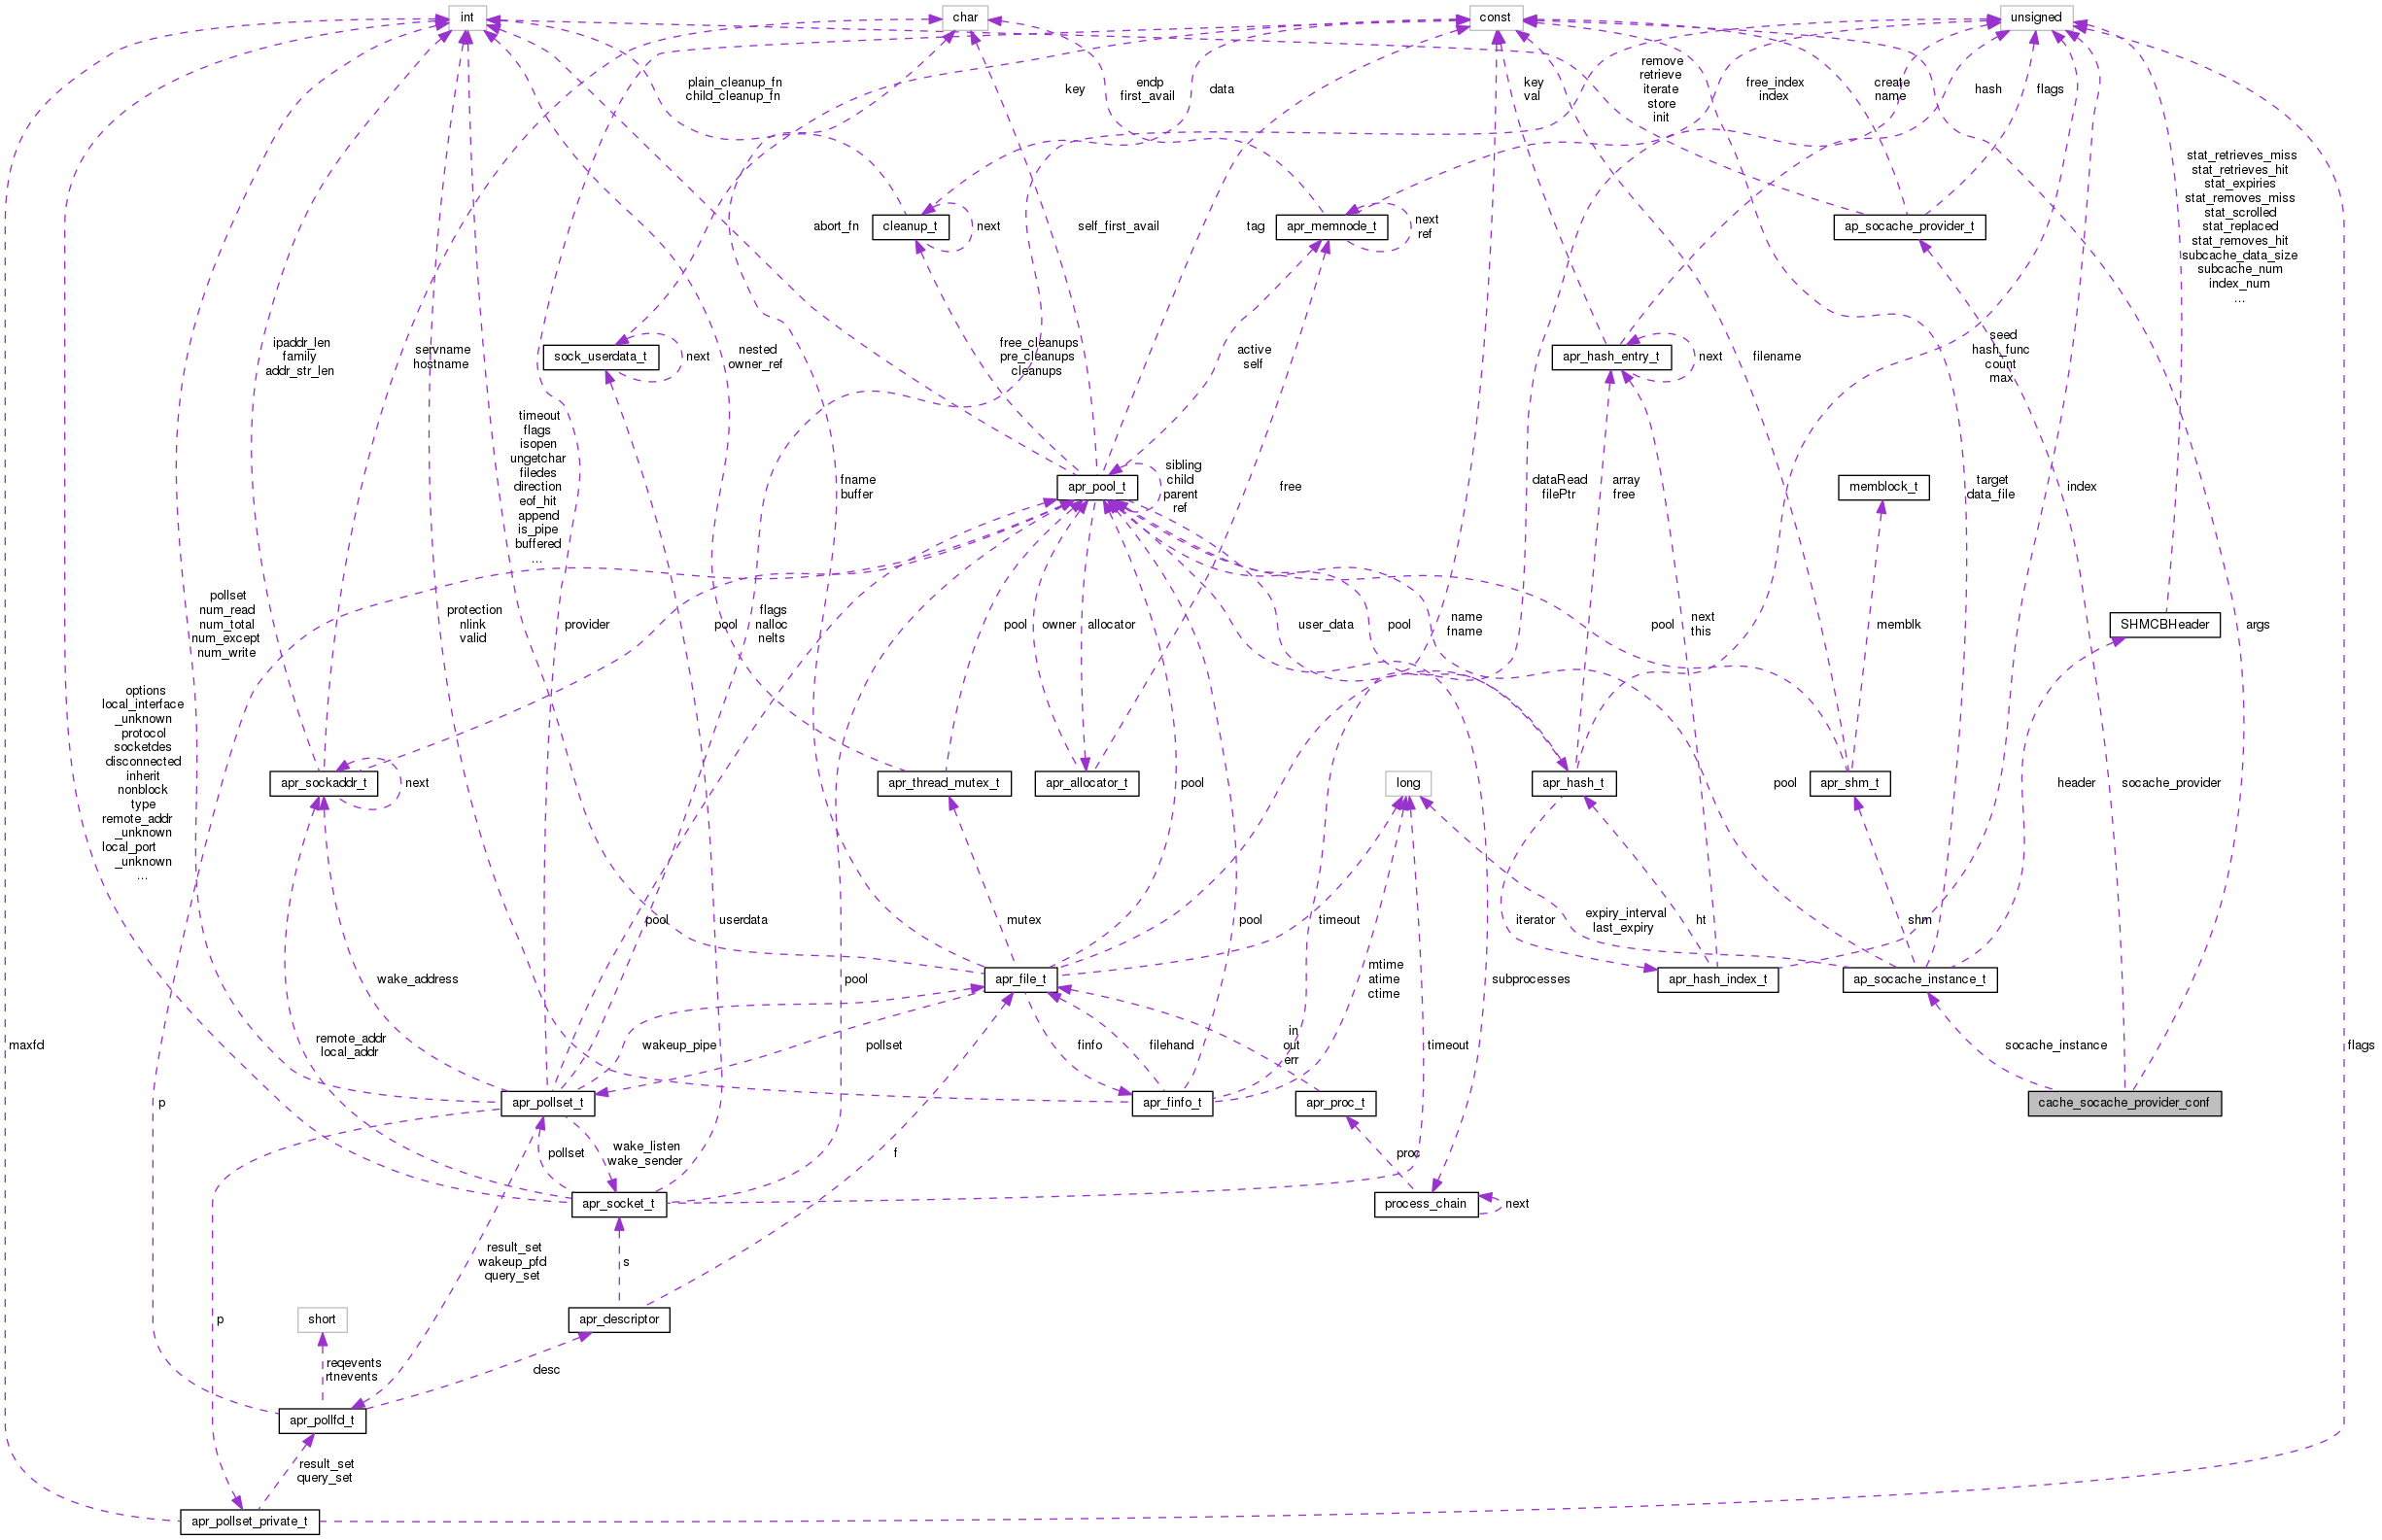 int
char
const
unsigned
plain_cleanup_fn
child_cleanup_fn
key
endp
first_avail
data
remove
retrieve
iterate
store
init
key
val
free_index
index
create
name
hash
flags
stat_retrieves_miss
stat_retrieves_hit
stat_expiries
stat_removes_miss
stat_scrolled
stat_replaced
stat_removes_hit
subcache_data_size
subcache_num
index_num
...
abort_fn
cleanup_t
next
self_first_avail
tag
apr_memnode_t
next
ref
ap_socache_provider_t
ipaddr_len
family
addr_str_len
servname
hostname
sock_userdata_t
next
nested
owner_ref
free_cleanups
pre_cleanups
cleanups
active
self
apr_hash_entry_t
next
filename
seed
hash_func
count
max
timeout
flags
isopen
ungetchar
filedes
direction
eof_hit
append
is_pipe
buffered
...
fname
buffer
apr_pool_t
sibling
child
parent
ref
free
dataRead
filePtr
array
free
memblock_t
target
data_file
index
pollset
num_read
num_total
num_except
num_write
protection
nlink
valid
provider
pool
flags
nalloc
nelts
pool
owner
allocator
user_data
pool
name
fname
pool
next
this
memblk
SHMCBHeader
args
options
local_interface
_unknown
protocol
socketdes
disconnected
inherit
nonblock
type
remote_addr
_unknown
local_port
_unknown
...
apr_sockaddr_t
next
apr_thread_mutex_t
apr_allocator_t
pool
long
apr_hash_t
pool
apr_shm_t
header
socache_provider
wake_address
pool
userdata
mutex
pool
pool
timeout
iterator
expiry_interval
last_expiry
ht
shm
apr_file_t
mtime
atime
ctime
subprocesses
apr_hash_index_t
ap_socache_instance_t
maxfd
remote_addr
local_addr
wakeup_pipe
pollset
finfo
filehand
in
out
err
timeout
socache_instance
flags
p
apr_pollset_t
apr_finfo_t
apr_proc_t
cache_socache_provider_conf
pollset
wake_listen
wake_sender
f
proc
apr_socket_t
process_chain
next
result_set
wakeup_pfd
query_set
s
short
p
apr_descriptor
reqevents
rtnevents
desc
apr_pollfd_t
result_set
query_set
apr_pollset_private_t